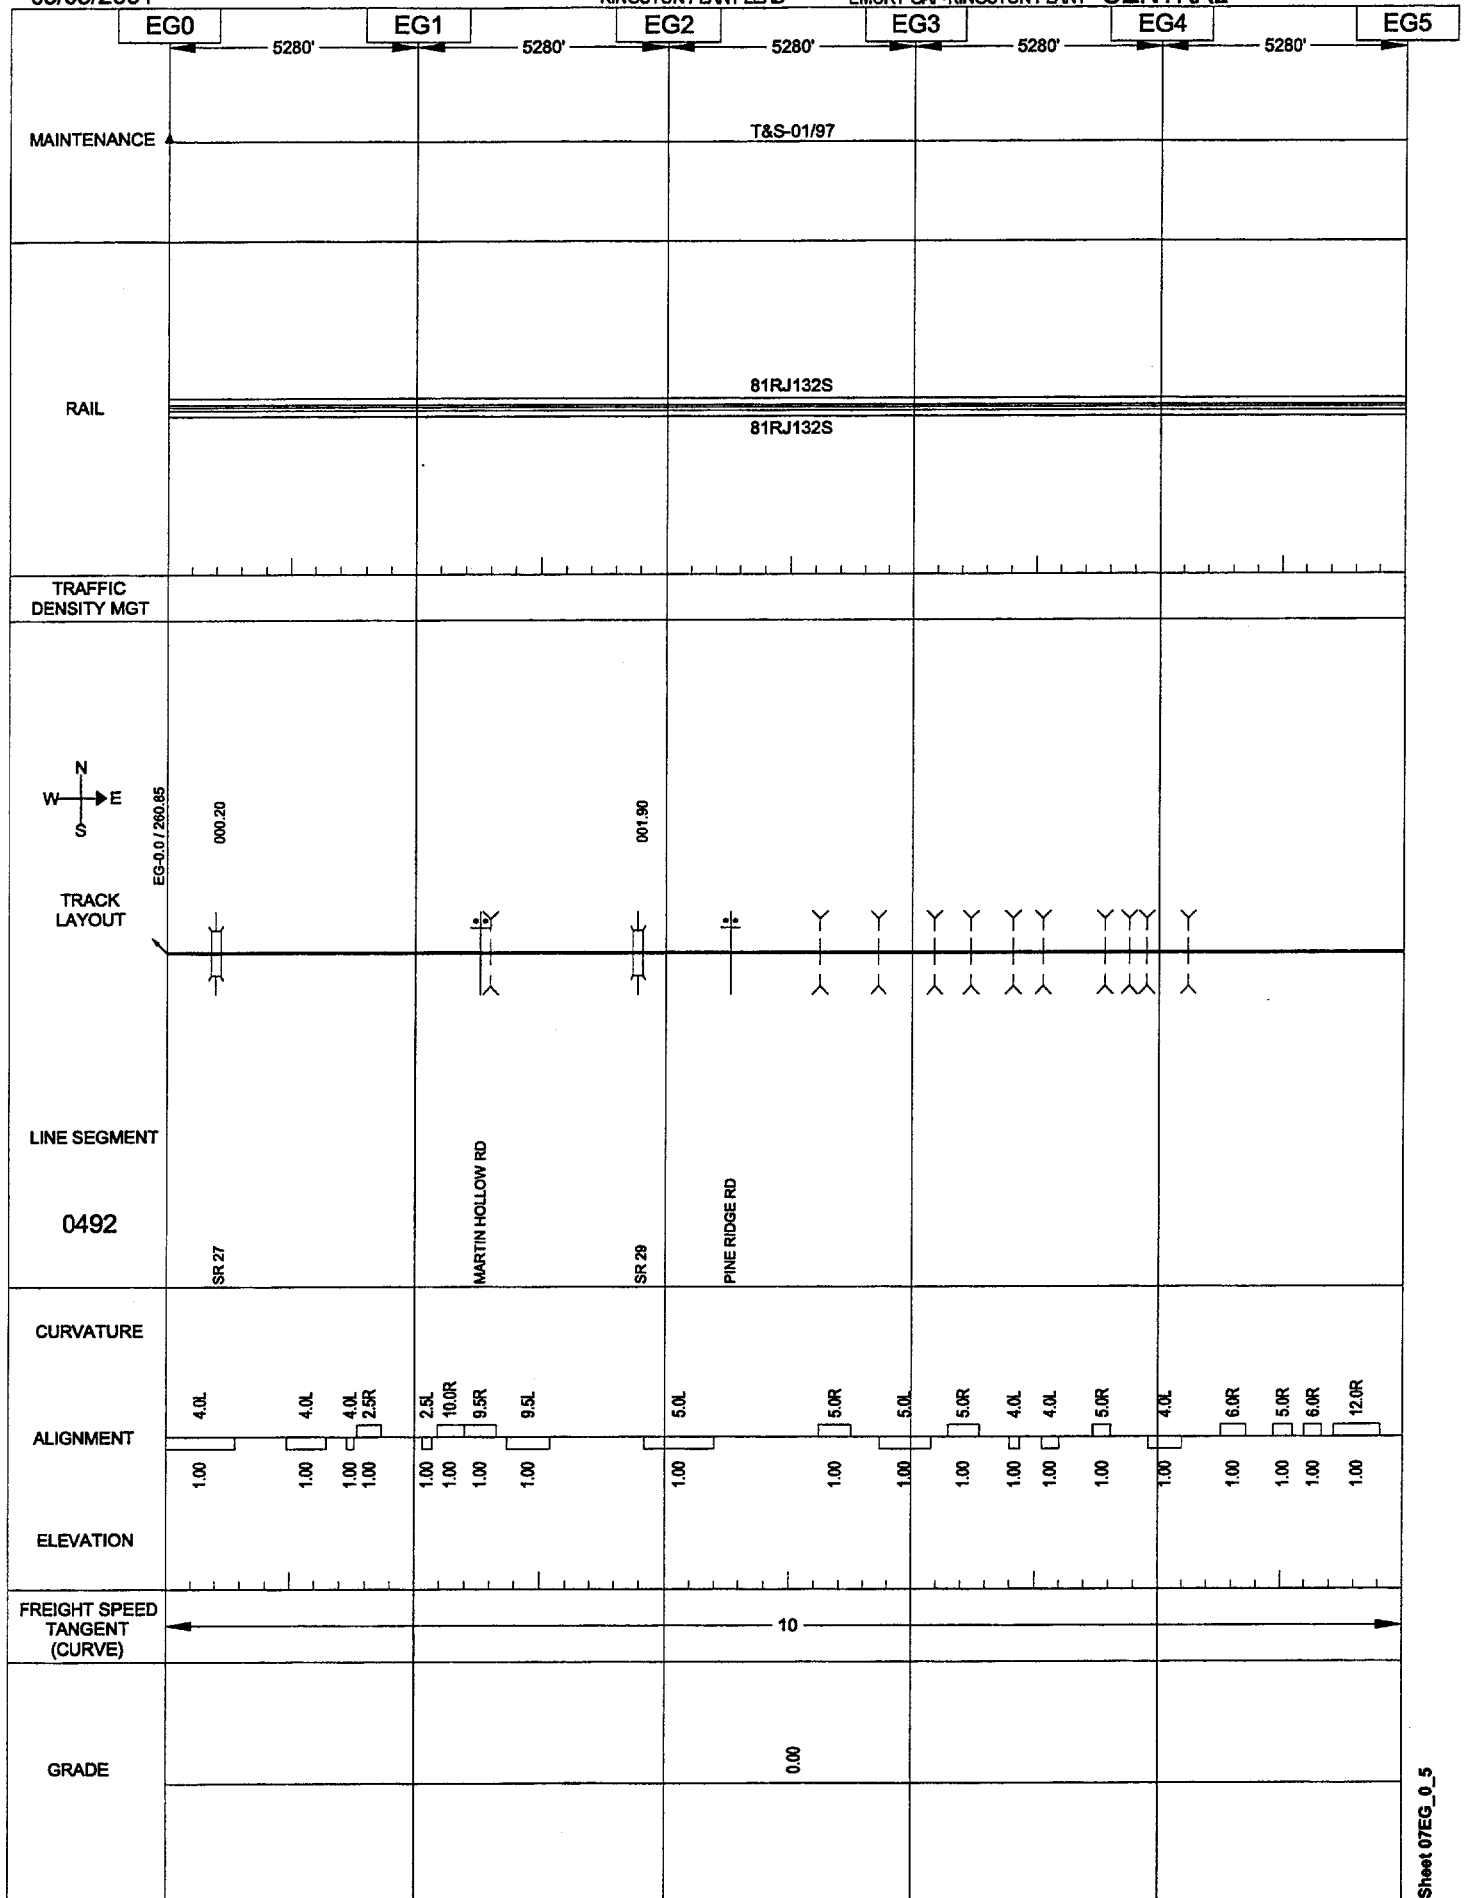 EG0 EG1 EG2 EG3 EG4 EG5
5280' 5280' 5280' 5280' 5280'
MAINTENANCE
T&S-01/97
RAIL
81RJ132S
81RJ132S
TRAFFIC
DENSITY MGT
N
W E
S
EG-0.0 / 260.85
000.20
001.90
TRACK
LAYOUT
LINE SEGMENT
0492
SR 27
MARTIN HOLLOW RD
SR 29
PINE RIDGE RD
CURVATURE
4.0L 4.0L 4.0L 2.5R 2.5L 10.0R 9.5R 9.5L 5.0L 5.0R 5.0L 5.0R 4.0L 4.0L 5.0R 4.0L 6.0R 5.0R 6.0R 12.0R
ALIGNMENT
1.00 1.00 1.00 1.00 1.00 1.00 1.00 1.00 1.00 1.00 1.00 1.00 1.00 1.00 1.00 1.00 1.00 1.00 1.00 1.00
ELEVATION
FREIGHT SPEED
TANGENT
(CURVE)
10
GRADE
0.00
Sheet 07EG_0_5